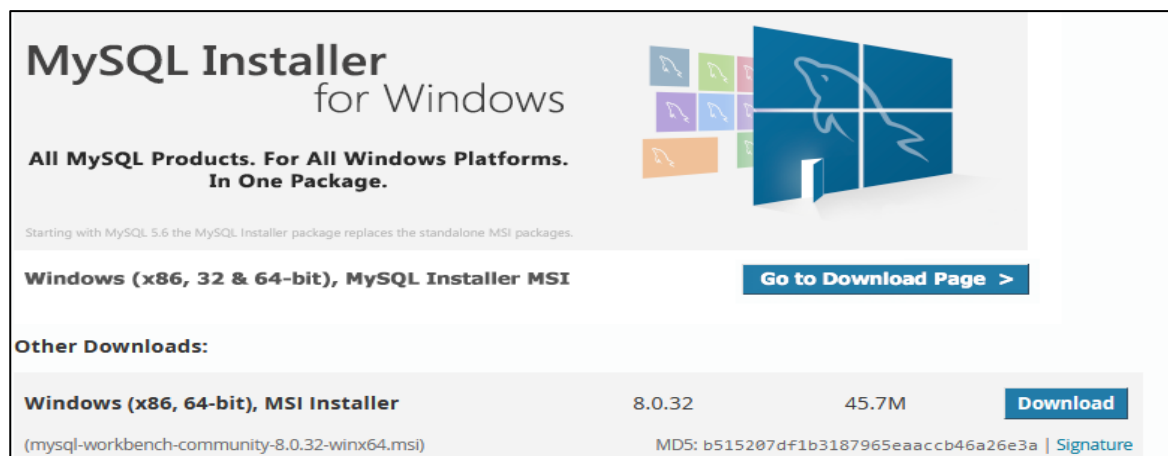 MySQL Installer
for Windows
All MySQL Products. For All Windows Platforms.
In One Package.
Starting with MySQL 5.6 the MySQL Installer package replaces the standalone MSI packages.
Windows (x86, 32 & 64-bit), MySQL Installer MSI
Go to Download Page >
Other Downloads:
Windows (x86, 64-bit), MSI Installer 8.0.32 45.7M Download
(mysql-workbench-community-8.0.32-winx64.msi) MD5: b515207df1b3187965eaaccb46a26e3a | Signature